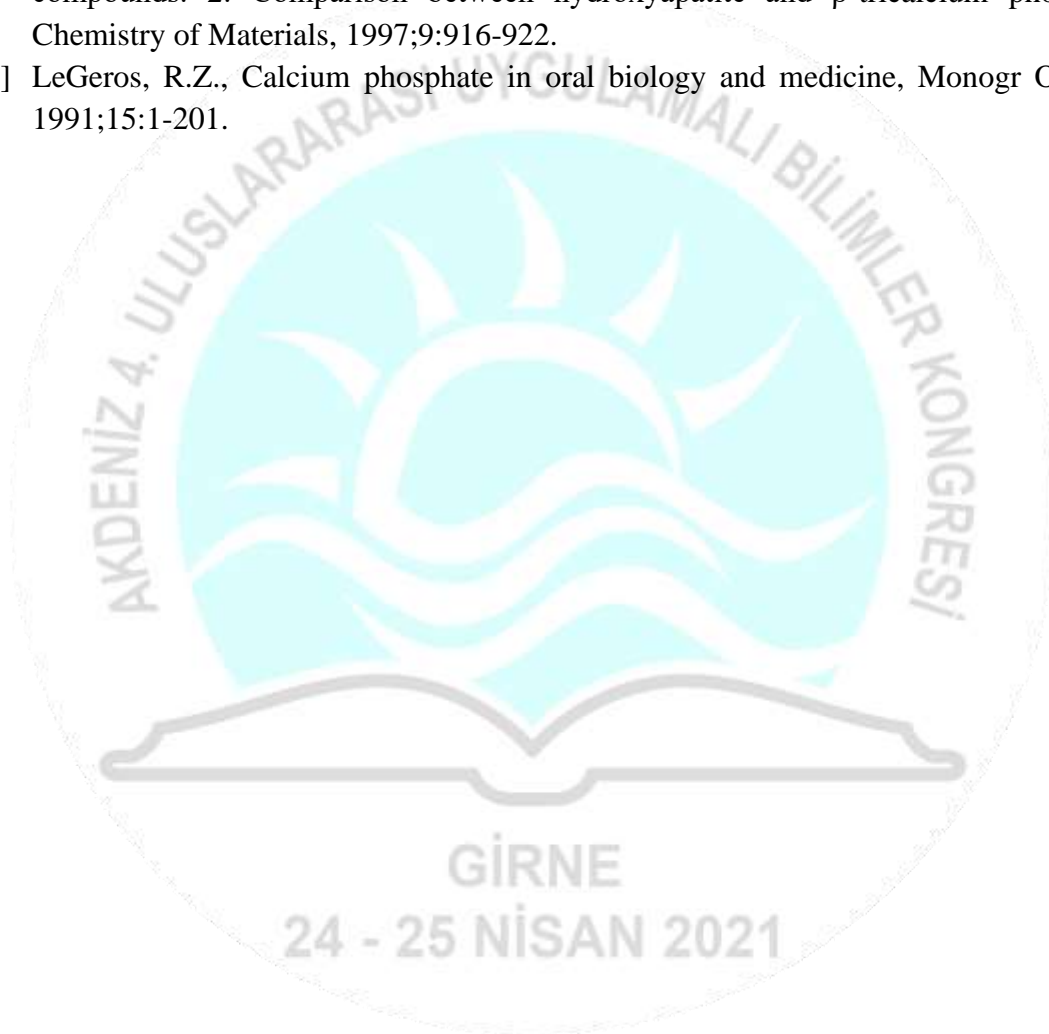 compounds. 2. Comparison between hydroxyapatite and β-tricalcium
Chemistry of Materials, 1997;9:916-922.
] LeGeros, R.Z., Calcium phosphate in oral biology and medicine, Monogr
1991;15:1-201.
AKDENİZ 4. ULUSLARARASI UYGULAMALI BİLİMLER KONGRESİ
GİRNE
24 - 25 NİSAN 2021